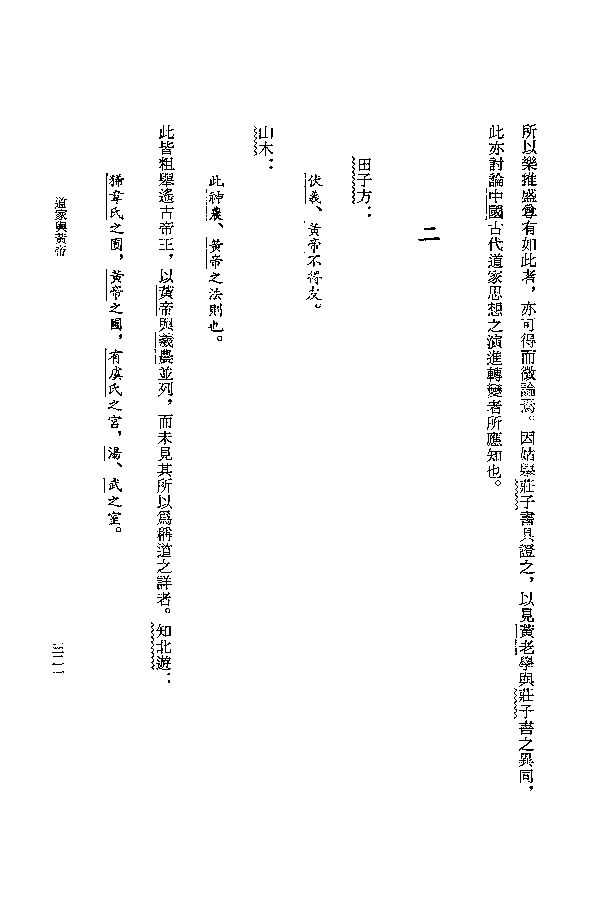 所以樂推盛尊有如此者，亦可得而微論焉。因姑舉莊子書具證之，以見黃老學與莊子書之異同，
此亦討論中國古代道家思想之演進轉變者所應知也。
二
田子方：
伏羲、黃帝不得友。
山木：
此神農、黃帝之法則也。
此皆粗舉遙古帝王，以黃帝與羲農並列，而未見其所以為稱道之詳者。知北遊：
狶韋氏之囿，黃帝之圃，有虞氏之宮，湯、武之室。
道家與黃帝